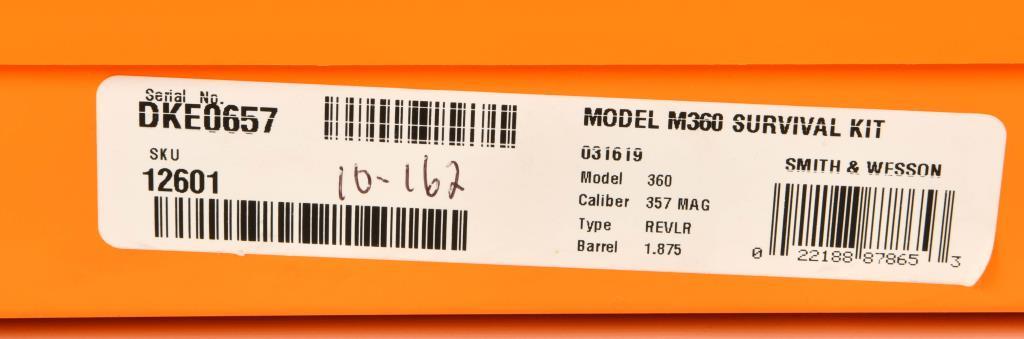 Serial No.
DKE0657
SKU
12601
10-162
MODEL M360 SURVIVAL KIT
031619
Model 360
Caliber 357 MAG
Type REVLR
Barrel 1.875
SMITH & WESSON
0 22188 87865 3